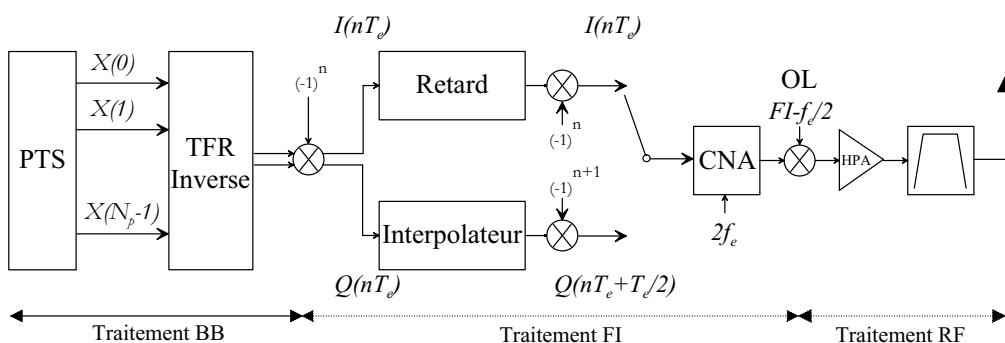 I(nTe)
I(nTe)
X(0)
X(1)
X(Np-1)
PTS
TFR
Inverse
(-1)n
Retard
(-1)n
Interpolateur
(-1)n+1
Q(nTe)
Q(nTe+Te/2)
CNA
2fe
OL
FI-fe/2
HPA
Traitement BB
Traitement FI
Traitement RF